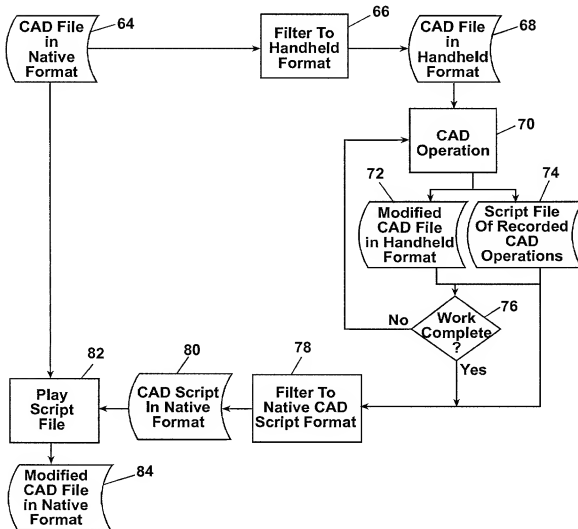 CAD File
in
Native
Format
64
Filter To
Handheld
Format
66
CAD File
in
Handheld
Format
68
CAD
Operation
70
72
Modified
CAD File
in Handheld
Format
74
Script File
Of Recorded
CAD
Operations
76
Work
Complete
?
No
Yes
82
Play
Script
File
80
CAD Script
In Native
Format
78
Filter To
Native CAD
Script Format
Modified
CAD File
in Native
Format
84